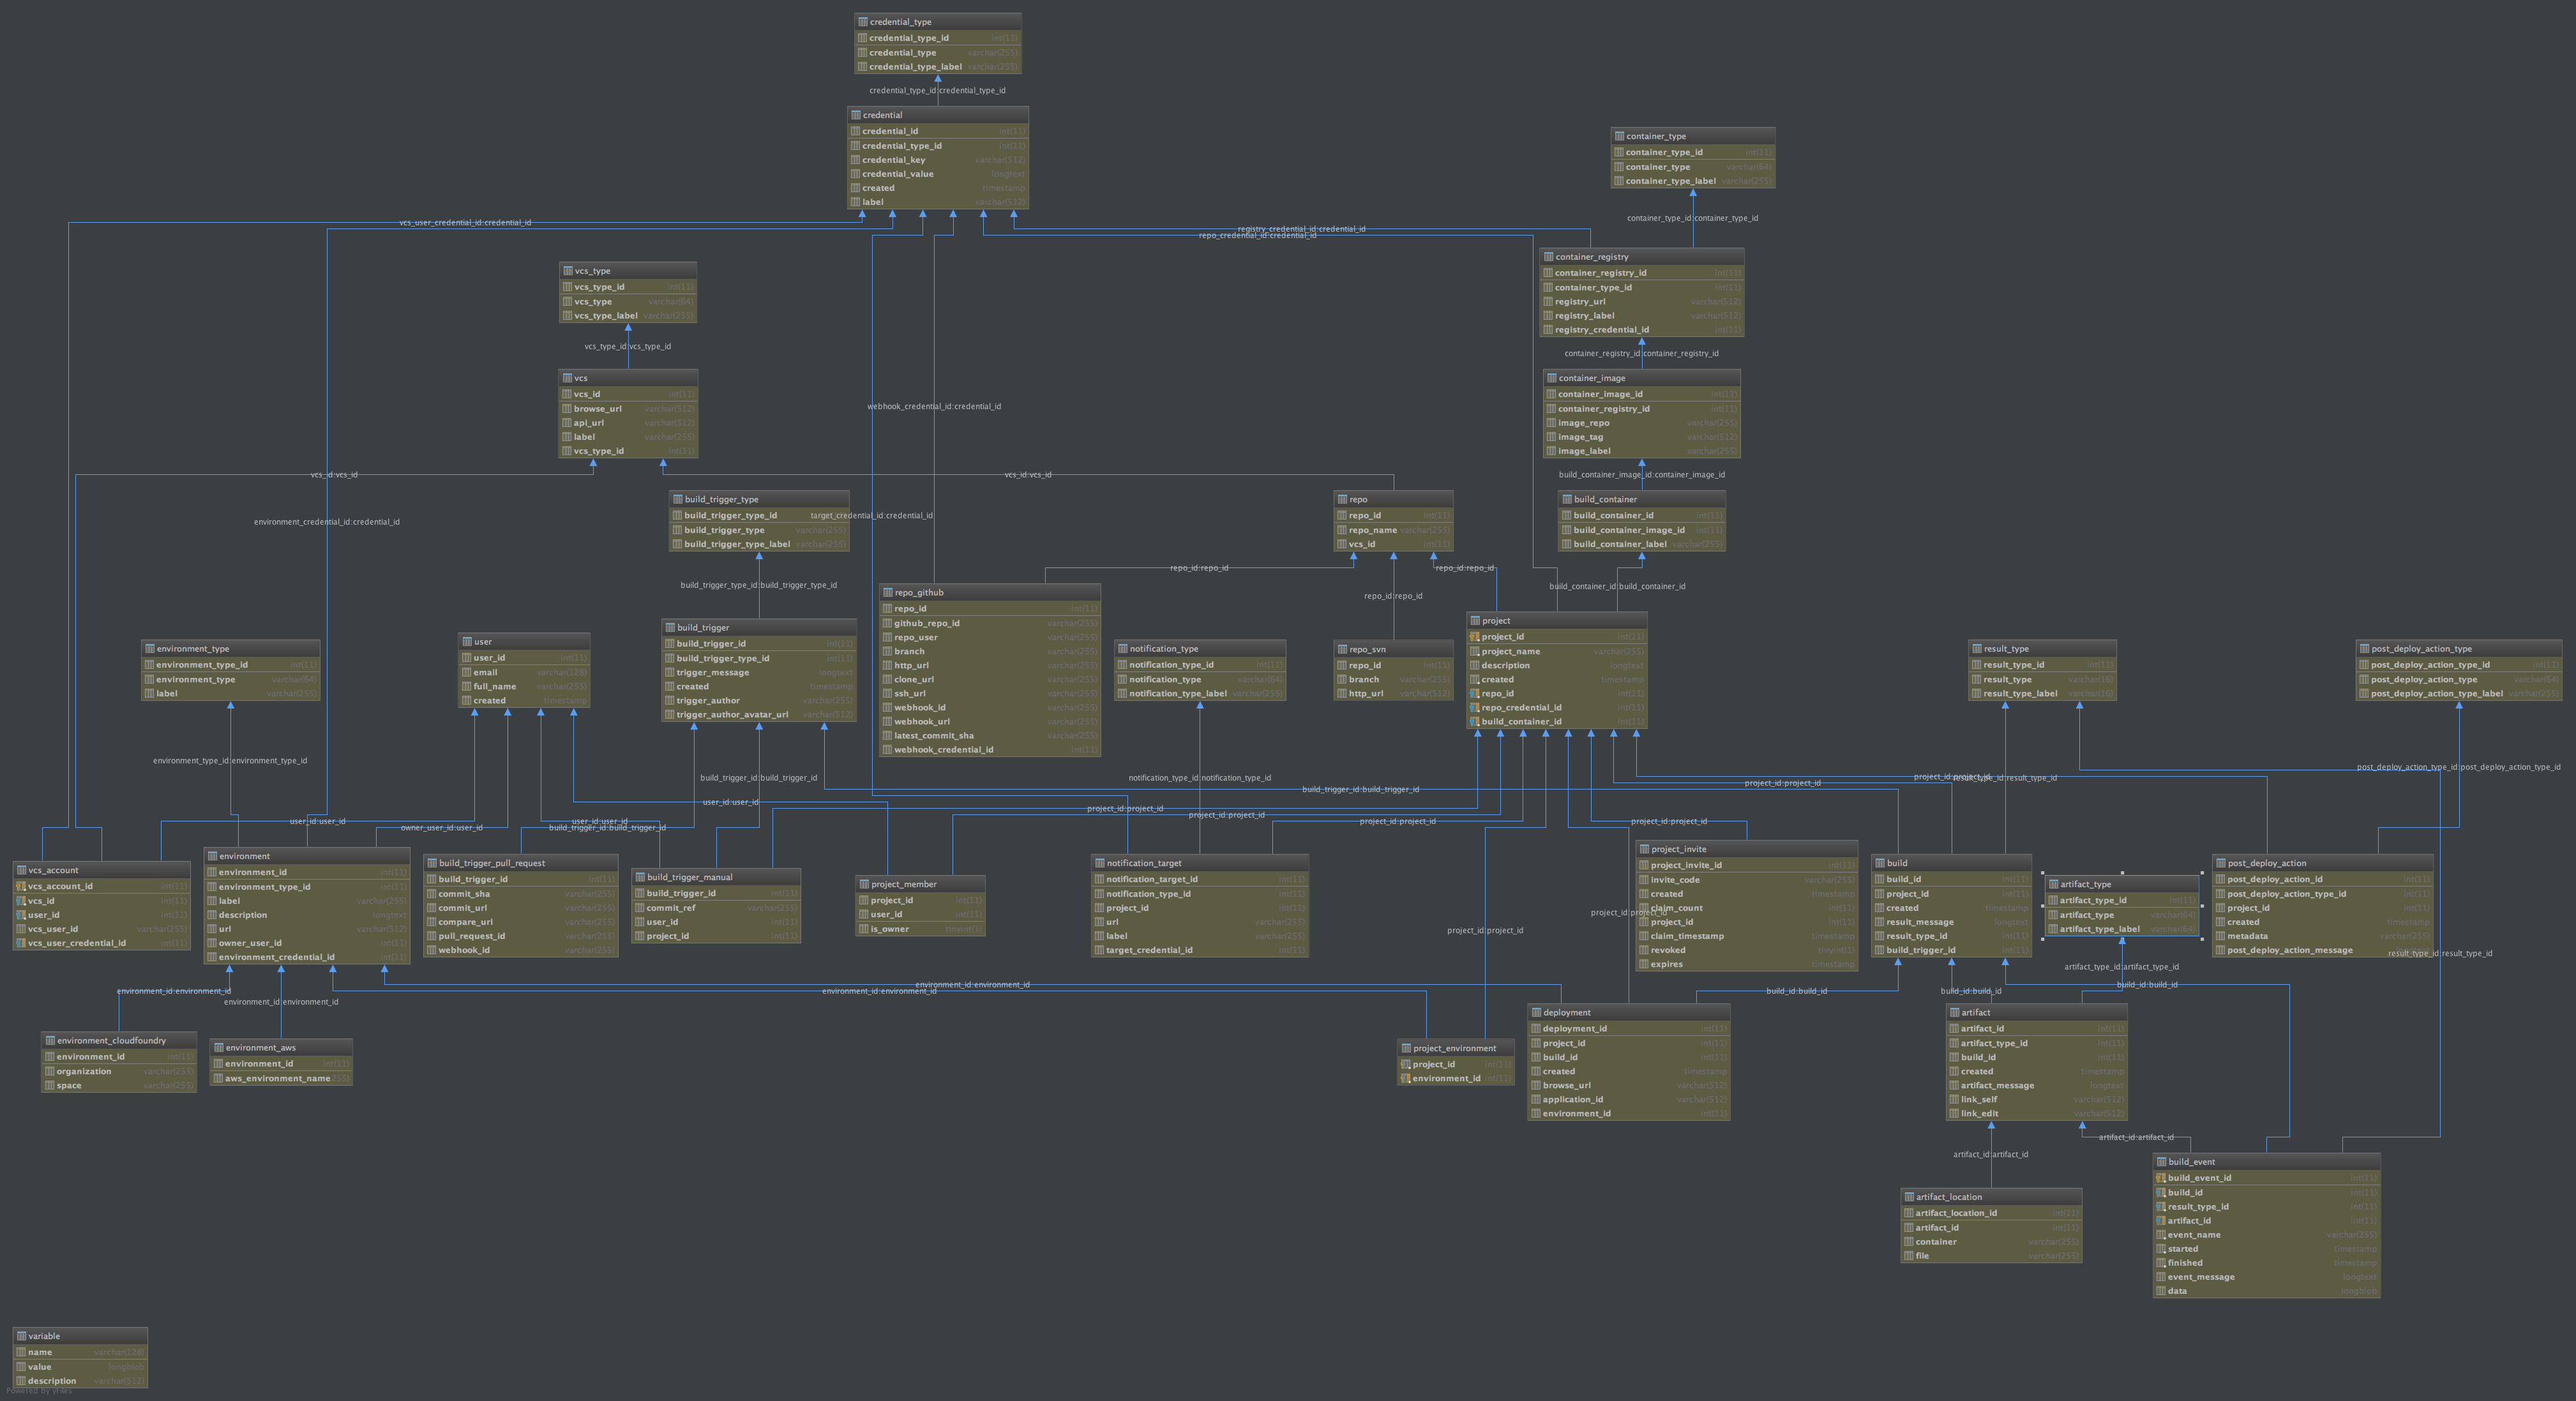 credential_type
credential_type_id int(11)
credential_type varchar(255)
credential_type_label varchar(255)
credential_type_id:credential_type_id
credential
credential_id int(11)
credential_type_id int(11)
credential_key varchar(512)
credential_value longtext
created timestamp
label varchar(512)
container_type
container_type_id int(11)
container_type varchar(64)
container_type_label varchar(255)
vcs_user_credential_id:credential_id
container_type_id:container_type_id
registry_credential_id:credential_id
repo_credential_id:credential_id
container_registry
container_registry_id int(11)
container_type_id int(11)
registry_url varchar(512)
registry_label varchar(512)
registry_credential_id int(11)
vcs_type
vcs_type_id int(11)
vcs_type varchar(64)
vcs_type_label varchar(255)
vcs_type_id:vcs_type_id
container_registry_id:container_registry_id
vcs
vcs_id int(11)
browse_url varchar(512)
api_url varchar(512)
label varchar(255)
vcs_type_id int(11)
container_image
container_image_id int(11)
container_registry_id int(11)
image_repo varchar(255)
image_tag varchar(512)
image_label varchar(255)
webhook_credential_id:credential_id
vcs_id:vcs_id
vcs_id:vcs_id
build_container_image_id:container_image_id
environment_credential_id:credential_id
build_trigger_type
build_trigger_type_id
build_trigger_type varchar(255)
build_trigger_type_label varchar(255)
target_credential_id:credential_id
repo
repo_id int(11)
repo_name varchar(255)
vcs_id int(11)
build_container
build_container_id int(11)
build_container_image_id int(11)
build_container_label varchar(255)
repo_id:repo_id
repo_id:repo_id
build_trigger_type_id:build_trigger_type_id
build_container_id:build_container_id
repo_id:repo_id
repo_github
repo_id int(11)
github_repo_id varchar(255)
repo_user varchar(255)
branch varchar(255)
http_url varchar(255)
clone_url varchar(255)
ssh_url varchar(255)
webhook_id varchar(255)
webhook_url varchar(255)
latest_commit_sha varchar(255)
webhook_credential_id int(11)
environment_type
environment_type_id int(11)
environment_type varchar(64)
label varchar(255)
user
user_id int(11)
email varchar(128)
full_name varchar(255)
created timestamp
build_trigger
build_trigger_id int(11)
build_trigger_type_id int(11)
trigger_message longtext
created timestamp
trigger_author varchar(255)
trigger_author_avatar_url varchar(512)
notification_type
notification_type_id int(11)
notification_type varchar(64)
notification_type_label varchar(255)
repo_svn
repo_id int(11)
branch varchar(255)
http_url varchar(512)
project
project_id int(11)
project_name varchar(255)
description longtext
created timestamp
repo_id int(11)
repo_credential_id int(11)
build_container_id int(11)
result_type
result_type_id int(11)
result_type varchar(16)
result_type_label varchar(16)
post_deploy_action_type
post_deploy_action_type_id int(11)
post_deploy_action_type varchar(64)
post_deploy_action_type_label varchar(255)
environment_type_id:environment_type_id
build_trigger_id:build_trigger_id
notification_type_id:notification_type_id
build_trigger_id:build_trigger_id
project_id:project_id
project_id:project_id
result_type_id:result_type_id
post_deploy_action_type_id:post_deploy_action_type_id
user_id:user_id
project_id:project_id
project_id:project_id
user_id:user_id
owner_user_id:user_id
user_id:user_id
build_trigger_id:build_trigger_id
project_id:project_id
project_id:project_id
vcs_account
vcs_account_id int(11)
vcs_id int(11)
user_id int(11)
vcs_user_id varchar(255)
vcs_user_credential_id int(11)
environment
environment_id int(11)
environment_type_id int(11)
label varchar(255)
description longtext
url varchar(512)
owner_user_id int(11)
environment_credential_id int(11)
build_trigger_pull_request
build_trigger_id int(11)
commit_sha varchar(255)
commit_url varchar(255)
compare_url varchar(255)
pull_request_id varchar(255)
webhook_id varchar(255)
build_trigger_manual
build_trigger_id int(11)
commit_ref varchar(255)
user_id int(11)
project_id int(11)
project_member
project_id int(11)
user_id int(11)
is_owner tinyint(1)
notification_target
notification_target_id int(11)
notification_type_id int(11)
project_id int(11)
url varchar(255)
label varchar(255)
target_credential_id int(11)
project_invite
project_invite_id int(11)
invite_code varchar(255)
created timestamp
claim_count int(11)
project_id int(11)
claim_timestamp timestamp
revoked tinyint(1)
expires timestamp
project_id:project_id
project_id:project_id
build
build_id int(11)
project_id int(11)
created timestamp
result_message longtext
result_type_id int(11)
build_trigger_id int(11)
artifact_type
artifact_type_id int(11)
artifact_type varchar(64)
artifact_type_label varchar(64)
post_deploy_action
post_deploy_action_id int(11)
post_deploy_action_type_id int(11)
project_id int(11)
created timestamp
metadata varchar(255)
post_deploy_action_message
result_type_id:result_type_id
environment_id:environment_id
environment_id:environment_id
environment_id:environment_id
environment_id:environment_id
build_id:build_id
artifact_type_id:artifact_type_id
build_id:build_id
build_id:build_id
environment_cloudfoundry
environment_id int(11)
organization varchar(255)
space varchar(255)
environment_aws
environment_id int(11)
aws_environment_name 255)
project_environment
project_id int(11)
environment_id int(11)
deployment
deployment_id int(11)
project_id int(11)
build_id int(11)
created timestamp
browse_url varchar(512)
application_id varchar(512)
environment_id int(11)
artifact
artifact_id int(11)
artifact_type_id int(11)
build_id int(11)
created timestamp
artifact_message longtext
link_self varchar(512)
link_edit varchar(512)
artifact_id:artifact_id
artifact_id:artifact_id
artifact_location
artifact_location_id int(11)
artifact_id int(11)
container varchar(255)
file varchar(255)
build_event
build_event_id int(11)
build_id int(11)
result_type_id int(11)
artifact_id int(11)
event_name varchar(255)
started timestamp
finished timestamp
event_message longtext
data longblob
variable
name varchar(128)
value longblob
description varchar(512)
Powered by yFiles